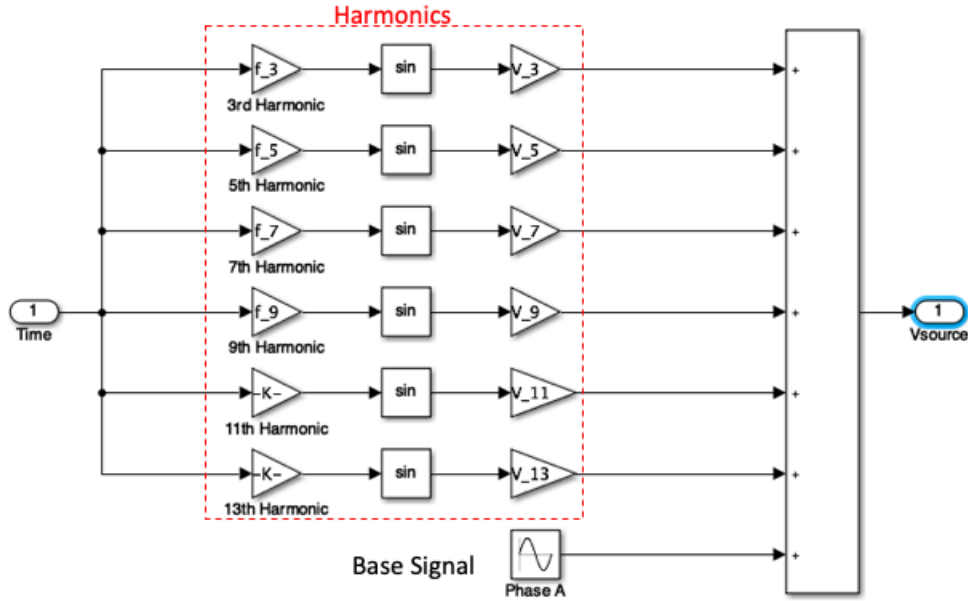 Harmonics
f_3 sin V_3 +
3rd Harmonic
f_5 sin V_5 +
5th Harmonic
f_7 sin V_7 +
7th Harmonic
1 f_9 sin V_9 + 1
Time Vsource
9th Harmonic
-K- sin V_11 +
11th Harmonic
-K- sin V_13 +
13th Harmonic
Base Signal +
Phase A